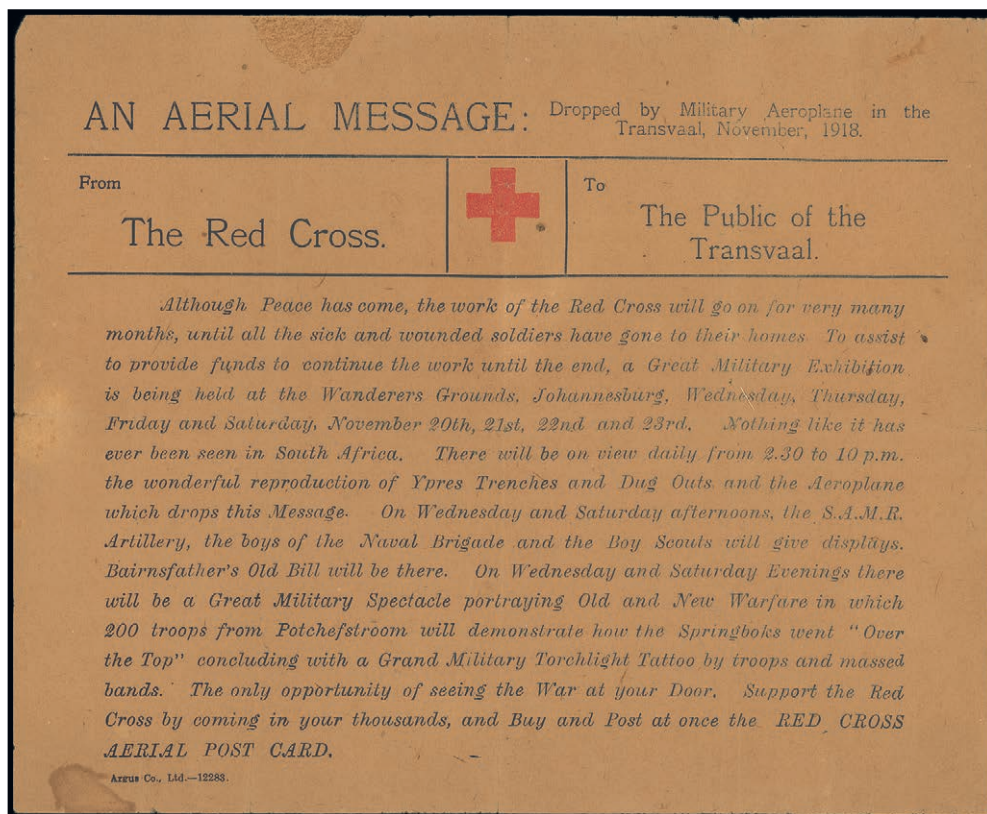 AN AERIAL MESSAGE: Dropped by Military Aeroplane in the
Transvaal, November, 1918.
From
The Red Cross.
To
The Public of the
Transvaal.
Although Peace has come, the work of the Red Cross will go on for very many
months, until all the sick and wounded soldiers have gone to their homes. To assist
to provide funds to continue the work until the end, a Great Military Exhibition
is being held at the Wanderers Grounds, Johannesburg, Wednesday, Thursday,
Friday and Saturday, November 20th, 21st, 22nd and 23rd. Nothing like it has
ever been seen in South Africa. There will be on view daily from 2.30 to 10 p.m.
the wonderful reproduction of Ypres Trenches and Dug Outs and the Aeroplane
which drops this Message. On Wednesday and Saturday afternoons, the S.A.M.R.
Artillery, the boys of the Naval Brigade and the Boy Scouts will give displays.
Bairnsfather's Old Bill will be there. On Wednesday and Saturday Evenings there
will be a Great Military Spectacle portraying Old and New Warfare in which
200 troops from Potchefstroom will demonstrate how the Springboks went "Over
the Top" concluding with a Grand Military Torchlight Tattoo by troops and massed
bands. The only opportunity of seeing the War at your Door. Support the Red
Cross by coming in your thousands, and Buy and Post at once the RED CROSS
AERIAL POST CARD.
Argus Co., Ltd.—12283.